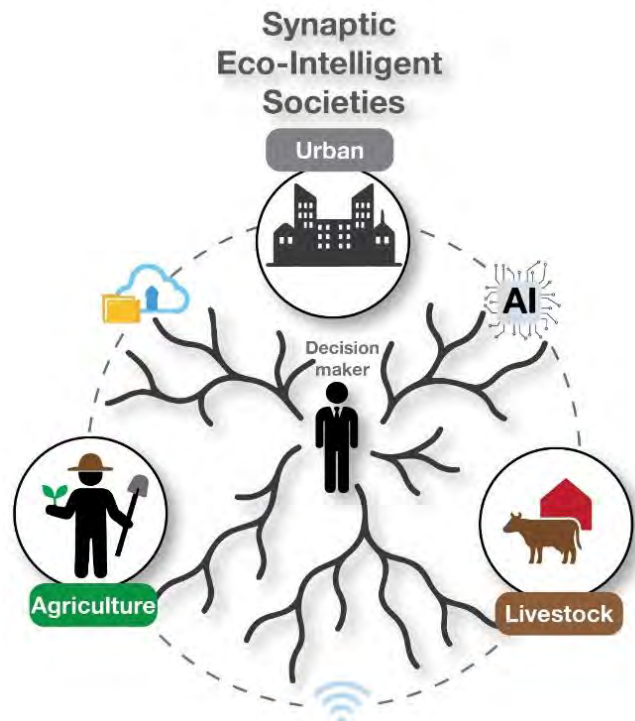 Synaptic
Eco-Intelligent
Societies
Urban
AI
Decision
maker
Agriculture
Livestock